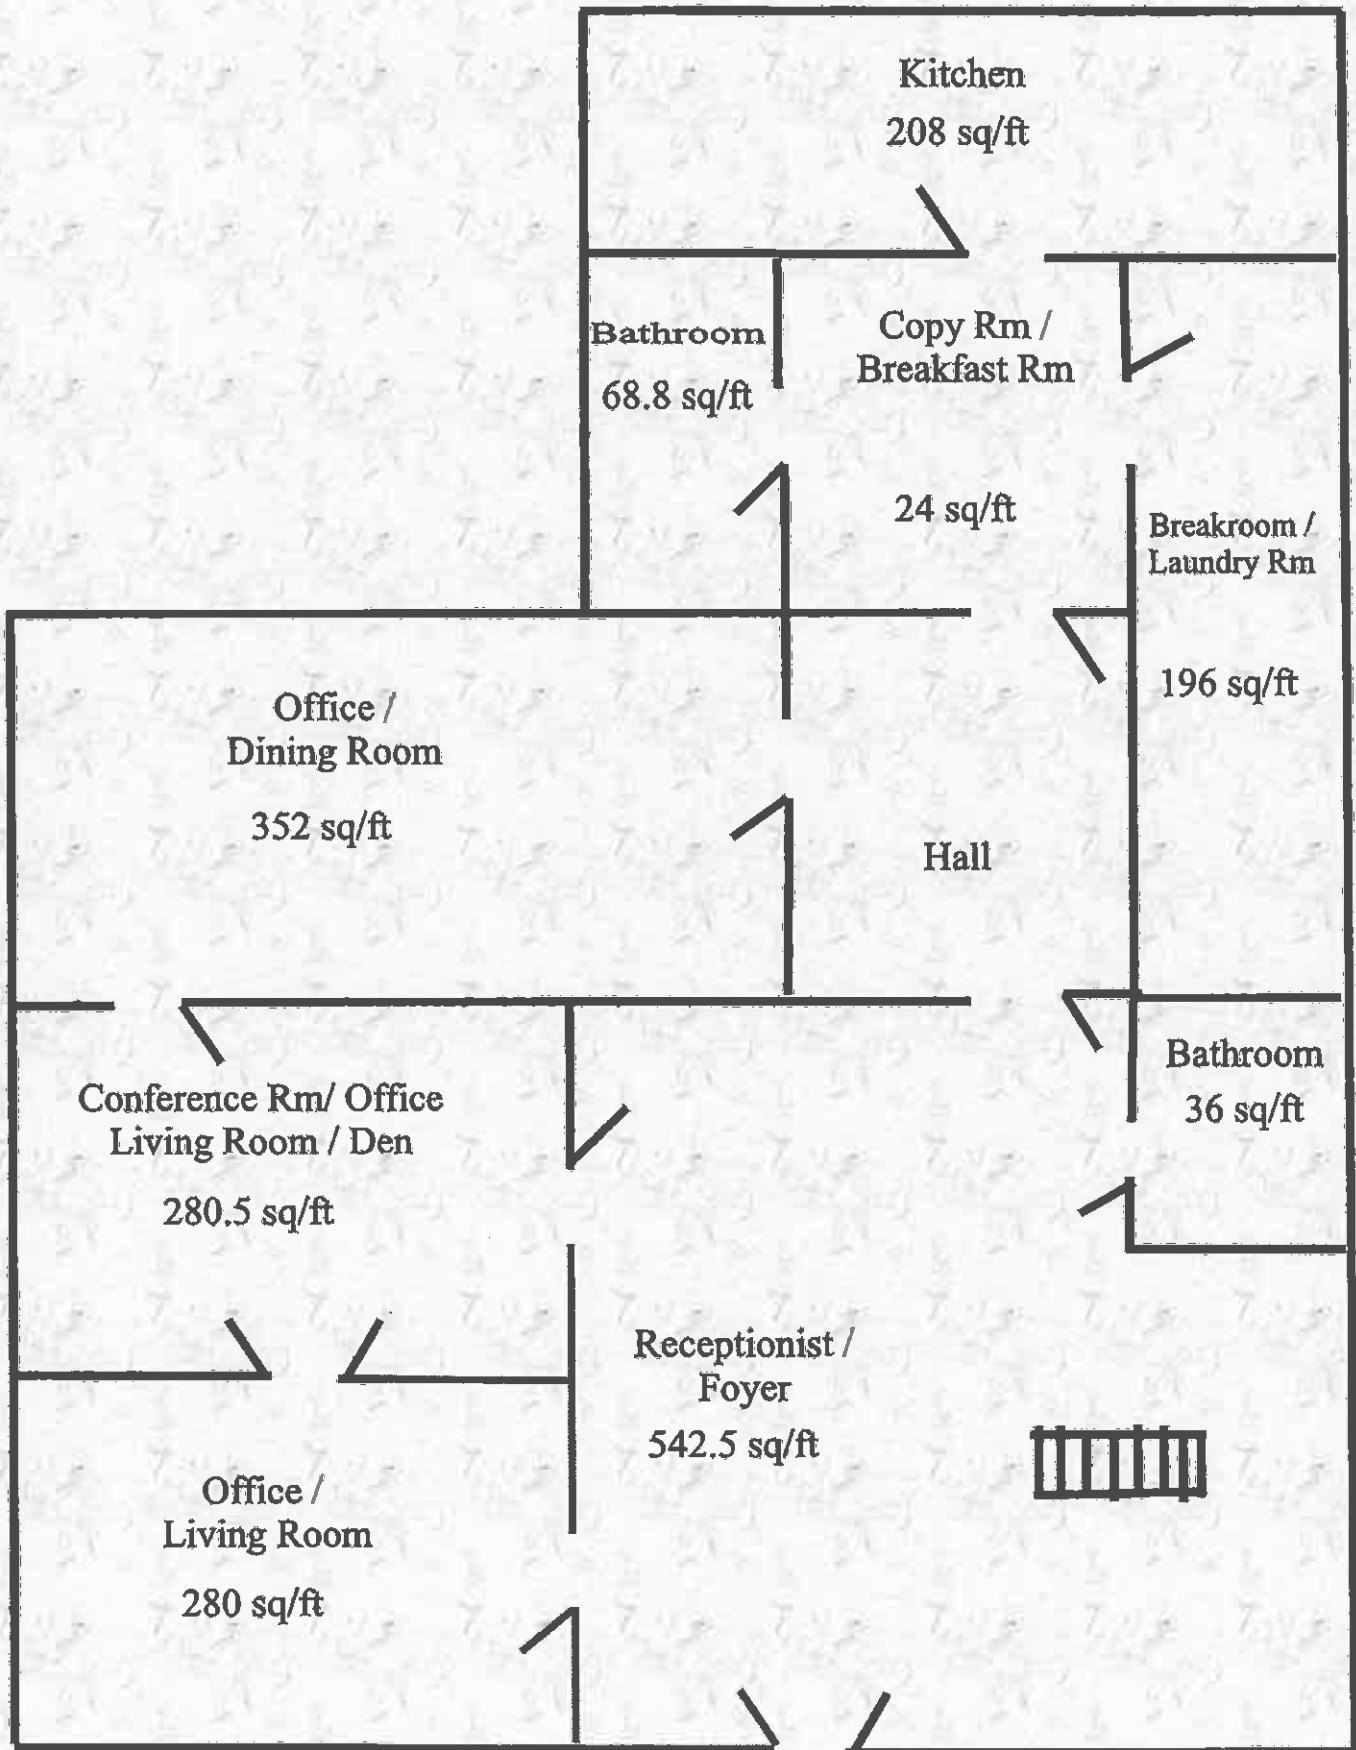 Kitchen
208 sq/ft
Bathroom
68.8 sq/ft
Copy Rm /
Breakfast Rm
24 sq/ft
Breakroom /
Laundry Rm
196 sq/ft
Office /
Dining Room
352 sq/ft
Hall
Bathroom
36 sq/ft
Conference Rm/ Office
Living Room / Den
280.5 sq/ft
Receptionist /
Foyer
542.5 sq/ft
Office /
Living Room
280 sq/ft